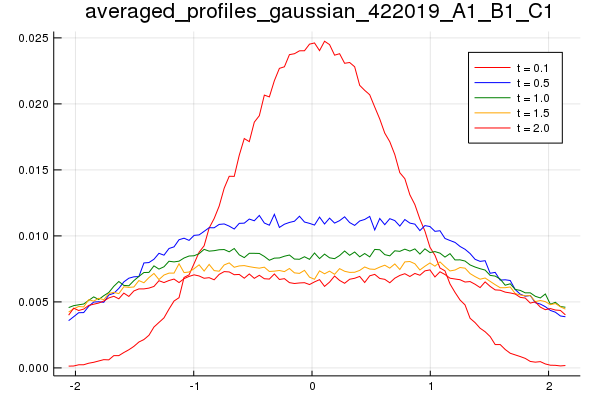 averaged_profiles_gaussian_422019_A1_B1_C1
0.025
0.020
0.015
0.010
0.005
0.000
-2
-1
0
1
2
t = 0.1
t = 0.5
t = 1.0
t = 1.5
t = 2.0